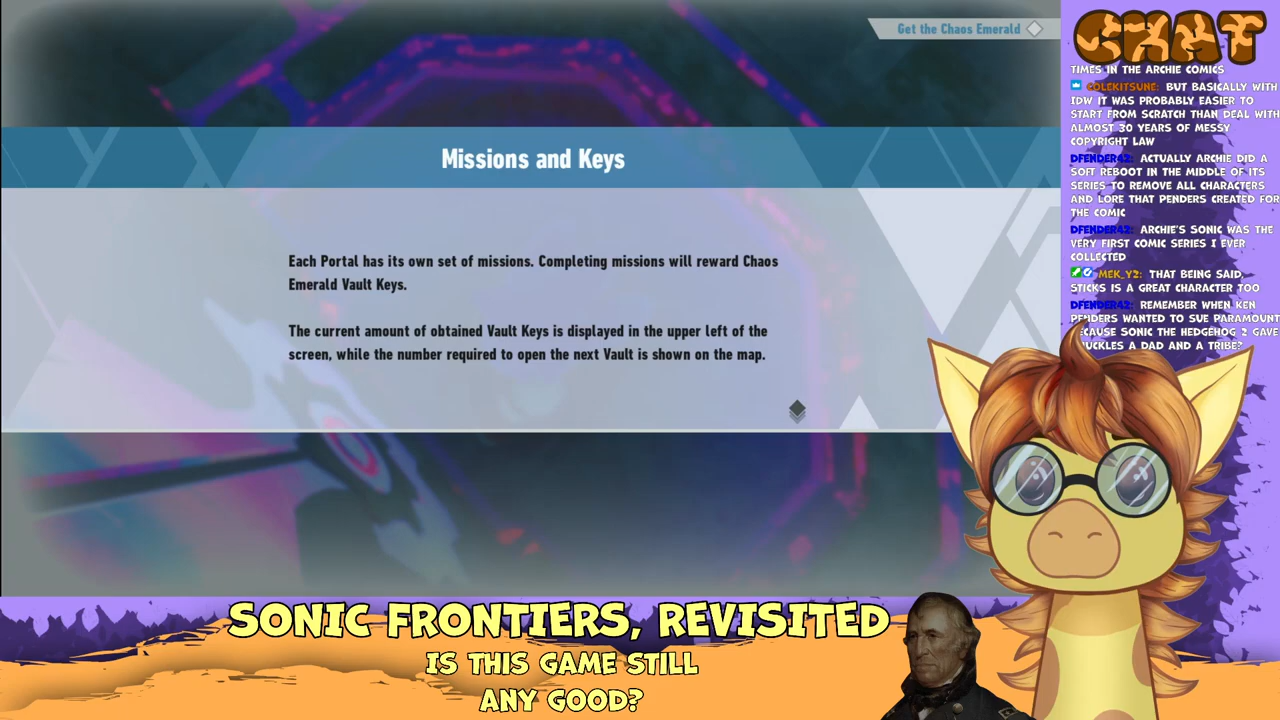 Get the Chaos Emerald
Missions and Keys
Each Portal has its own set of missions. Completing missions will reward Chaos
Emerald Vault Keys.
The current amount of obtained Vault Keys is displayed in the upper left of the
screen, while the number required to open the next Vault is shown on the map.
CHAT
TIMES IN THE ARCHIE COMICS
COLEKITSUNE: BUT BASICALLY WITH
IDW IT WAS PROBABLY EASIER TO
START FROM SCRATCH THAN DEAL WITH
ALMOST 30 YEARS OF MESSY
COPYRIGHT LAW
DFENDER42: ACTUALLY ARCHIE DID A
SOFT REBOOT IN THE MIDDLE OF ITS
SERIES TO REMOVE ALL CHARACTERS
AND LORE THAT PENDERS CREATED FOR
THE COMIC
DFENDER42: ARCHIE'S SONIC WAS THE
VERY FIRST COMIC SERIES I EVER
COLLECTED
MEK_YZ: THAT BEING SAID,
STICKS IS A GREAT CHARACTER TOO
DFENDER42: REMEMBER WHEN KEN
PENDERS WANTED TO SUE PARAMOUNT
CAUSE SONIC THE HEDGEHOG 2 GAVE
UCKLES A DAD AND A TRIBE?
SONIC FRONTIERS, REVISITED
IS THIS GAME STILL
ANY GOOD?